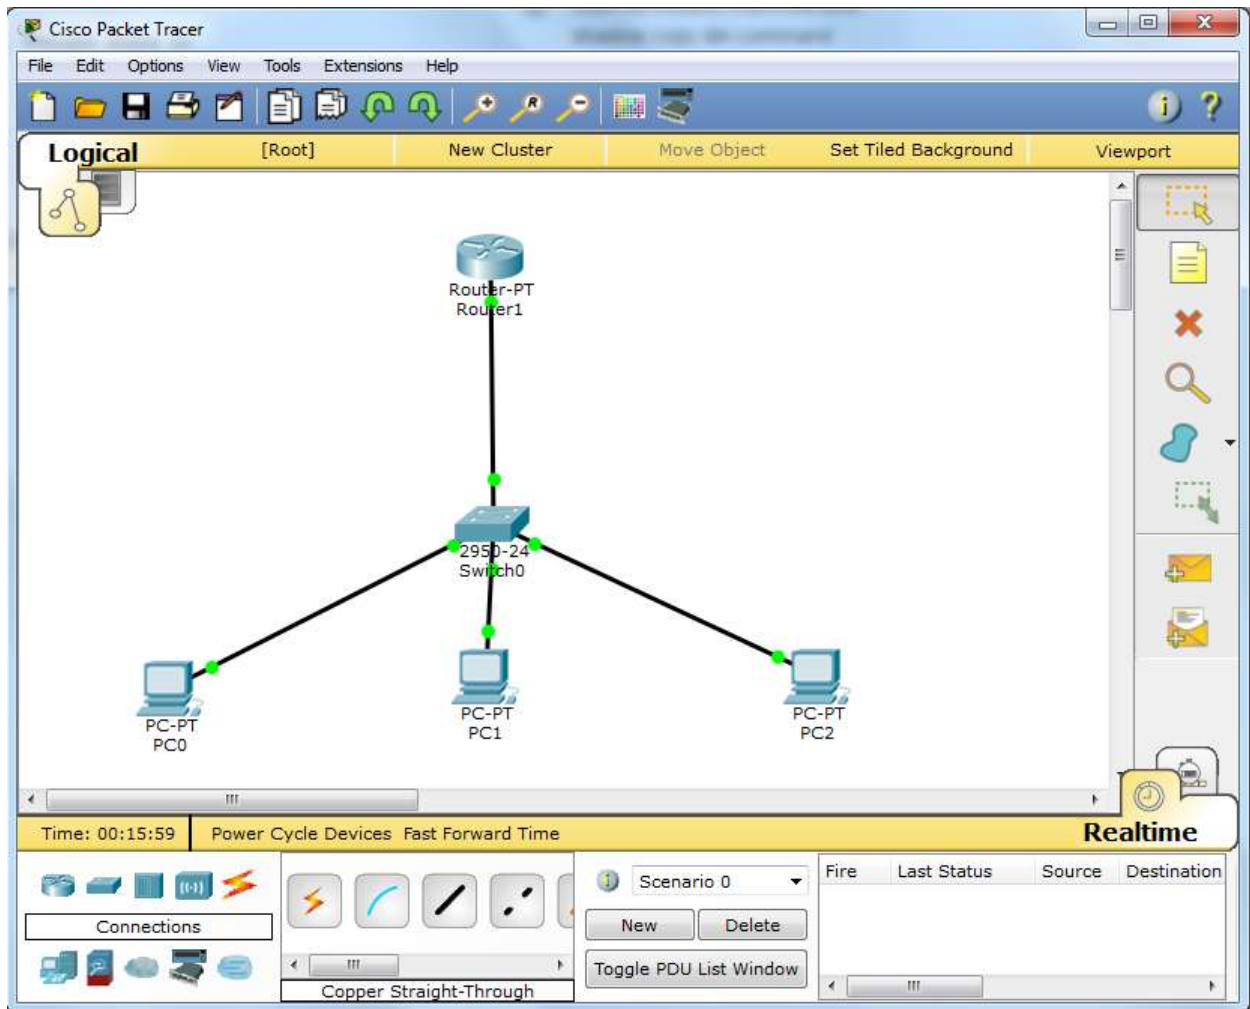 Cisco Packet Tracer
File Edit Options View Tools Extensions Help
i ?
Logical [Root] New Cluster Move Object Set Tiled Background Viewport
Router-PT
Router1
2950-24
Switch0
PC-PT
PC0
PC-PT
PC1
PC-PT
PC2
Time: 00:15:59 Power Cycle Devices Fast Forward Time Realtime
Connections
Copper Straight-Through
Scenario 0
New Delete
Toggle PDU List Window
Fire Last Status Source Destination